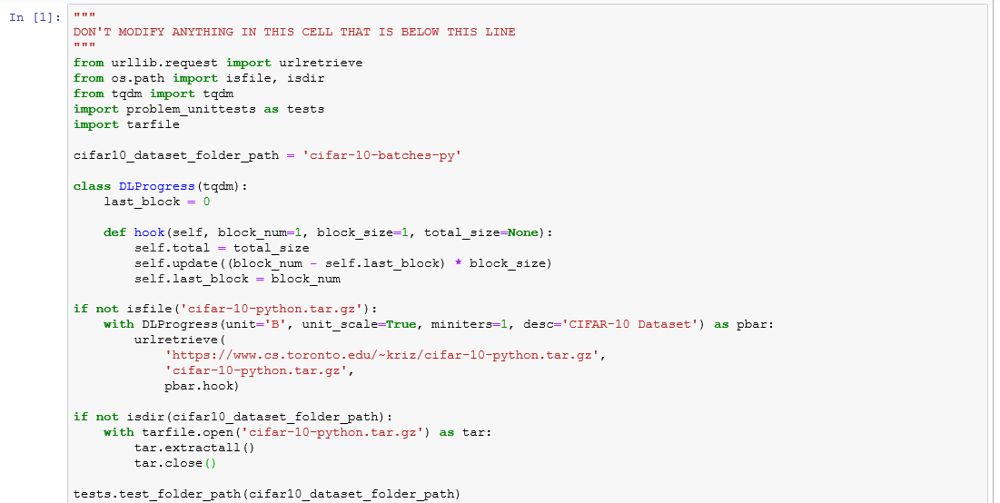 In [1]:
"""
DON'T MODIFY ANYTHING IN THIS CELL THAT IS BELOW THIS LINE
"""
from urllib.request import urlretrieve
from os.path import isfile, isdir
from tqdm import tqdm
import problem_unittests as tests
import tarfile

cifar10_dataset_folder_path = 'cifar-10-batches-py'

class DLProgress(tqdm):
    last_block = 0

    def hook(self, block_num=1, block_size=1, total_size=None):
        self.total = total_size
        self.update((block_num - self.last_block) * block_size)
        self.last_block = block_num

if not isfile('cifar-10-python.tar.gz'):
    with DLProgress(unit='B', unit_scale=True, miniters=1, desc='CIFAR-10 Dataset') as pbar:
        urlretrieve(
            'https://www.cs.toronto.edu/~kriz/cifar-10-python.tar.gz',
            'cifar-10-python.tar.gz',
            pbar.hook)

if not isdir(cifar10_dataset_folder_path):
    with tarfile.open('cifar-10-python.tar.gz') as tar:
        tar.extractall()
        tar.close()

tests.test_folder_path(cifar10_dataset_folder_path)